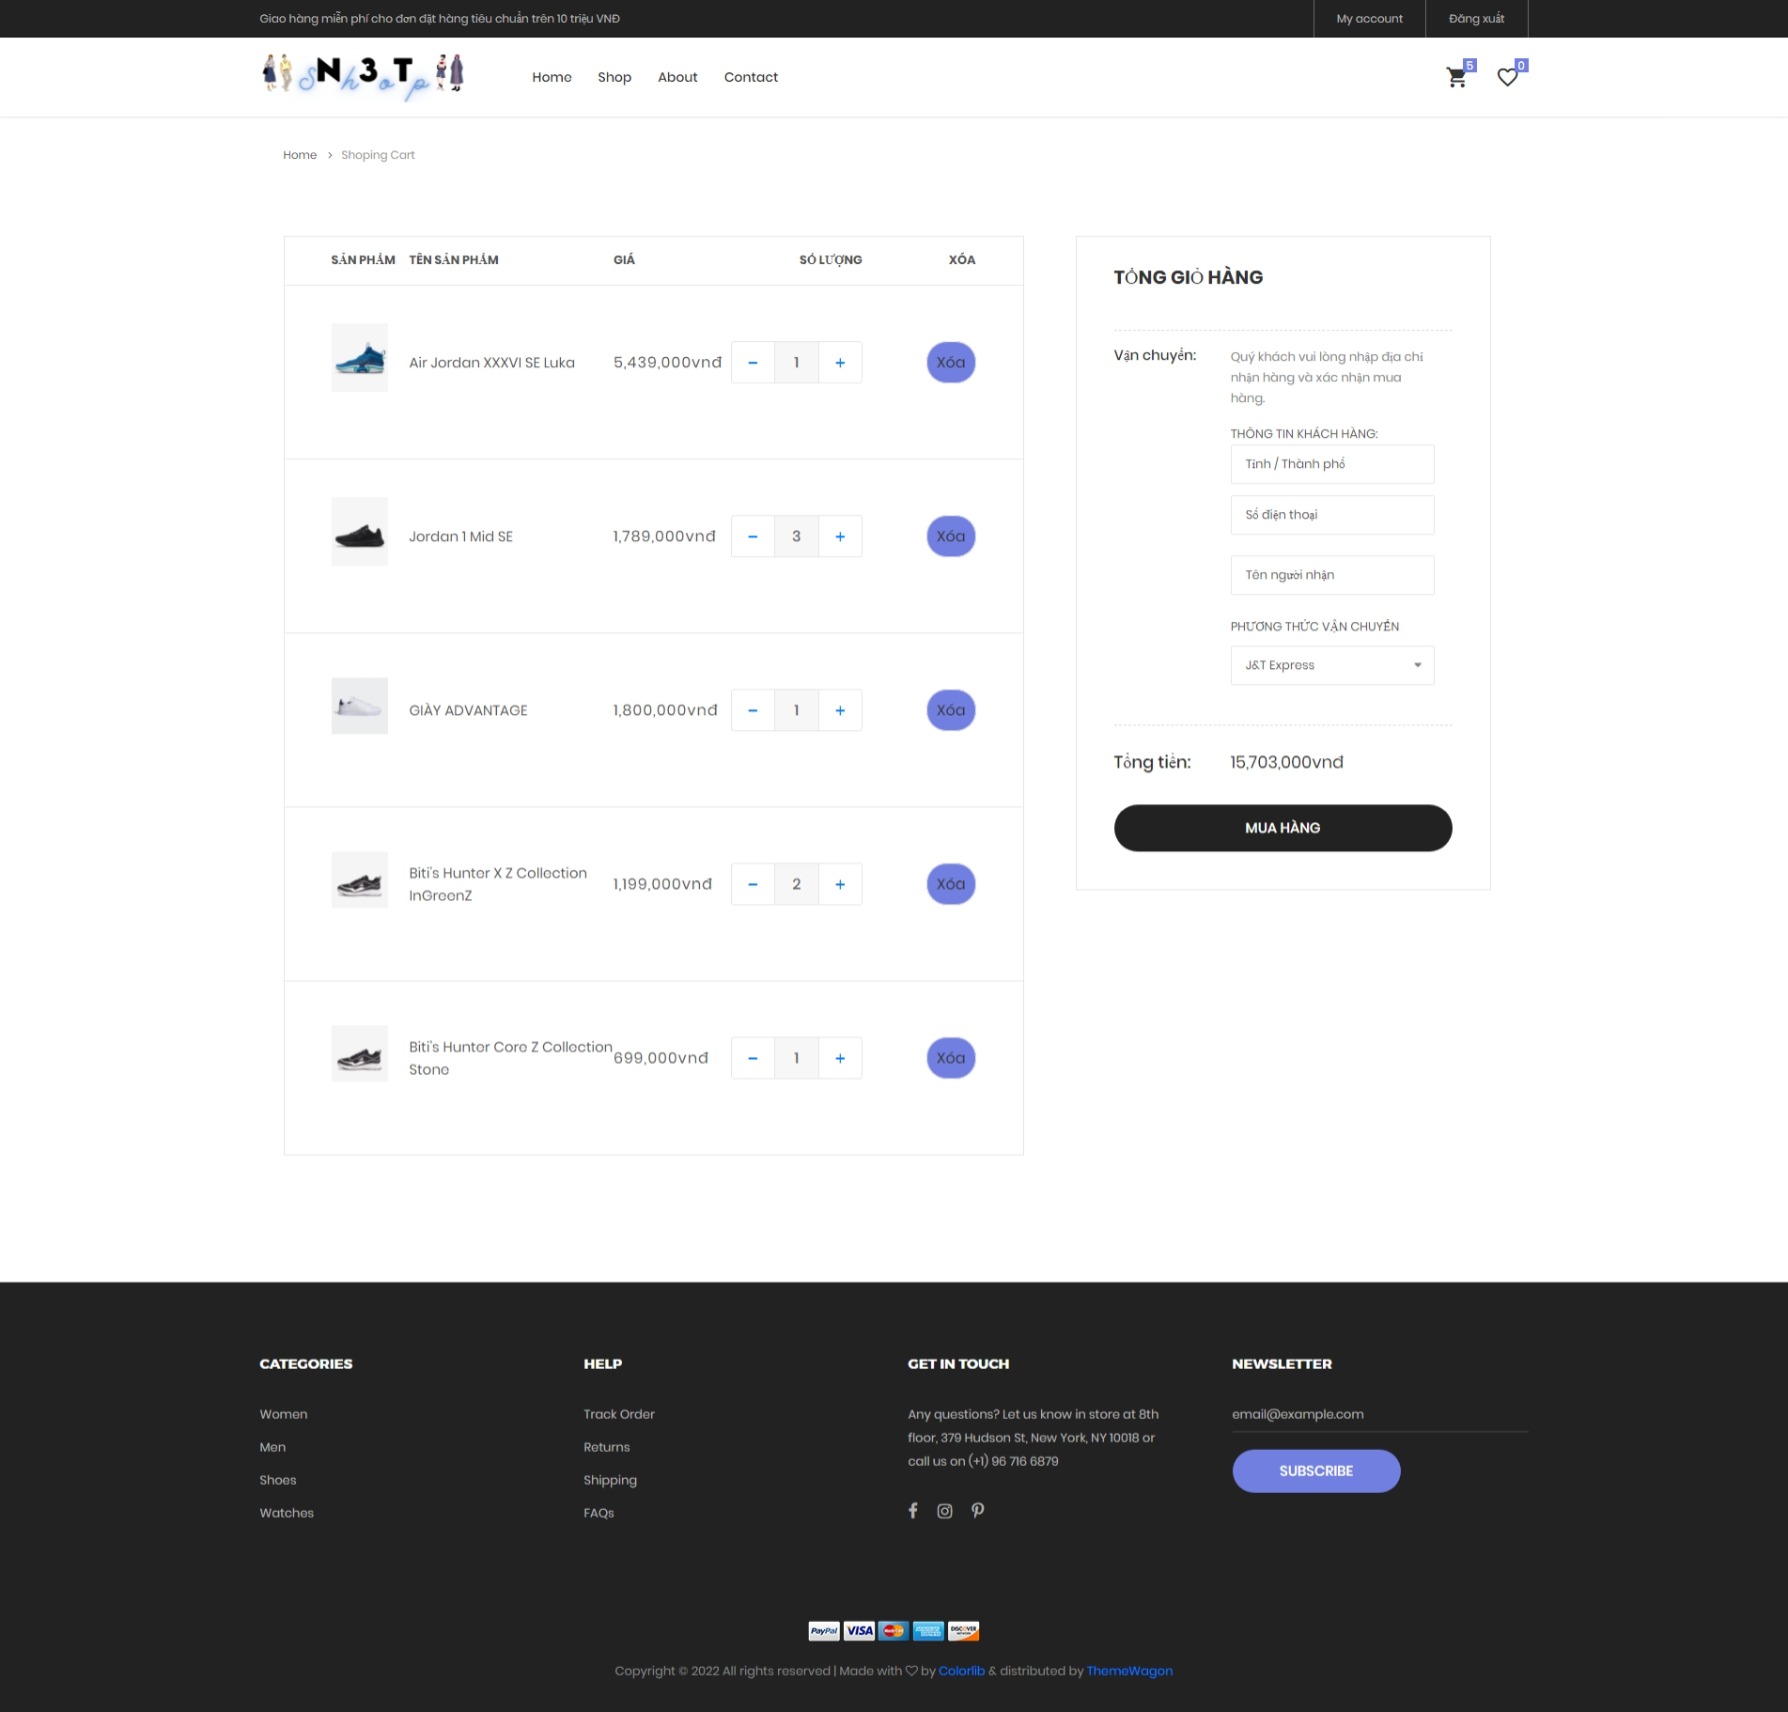 Giao hàng miễn phí cho đơn đặt hàng tiêu chuẩn trên 10 triệu VNĐ
My account
Đăng xuất
N3T
Shop
Home
Shop
About
Contact
5
0
Home > Shoping Cart
SẢN PHẨM TÊN SẢN PHẨM GIÁ SỐ LƯỢNG XÓA
Air Jordan XXXVI SE Luka 5,439,000vnđ − 1 + Xóa
Jordan 1 Mid SE 1,789,000vnđ − 3 + Xóa
GIÀY ADVANTAGE 1,800,000vnđ − 1 + Xóa
Biti's Hunter X Z Collection
InGreenZ
1,199,000vnđ − 2 + Xóa
Biti's Hunter Core Z Collection
Stone
699,000vnđ − 1 + Xóa
TỔNG GIỎ HÀNG
Vận chuyển:
Quý khách vui lòng nhập địa chỉ
nhận hàng và xác nhận mua
hàng.
THÔNG TIN KHÁCH HÀNG:
Tỉnh / Thành phố
Số điện thoại
Tên người nhận
PHƯƠNG THỨC VẬN CHUYỂN
J&T Express
Tổng tiền: 15,703,000vnđ
MUA HÀNG
CATEGORIES
Women
Men
Shoes
Watches
HELP
Track Order
Returns
Shipping
FAQs
GET IN TOUCH
Any questions? Let us know in store at 8th
floor, 379 Hudson St, New York, NY 10018 or
call us on (+1) 96 716 6879
NEWSLETTER
email@example.com
SUBSCRIBE
PayPal VISA MasterCard DISCOVER
Copyright © 2022 All rights reserved | Made with ♡ by Colorlib & distributed by ThemeWagon